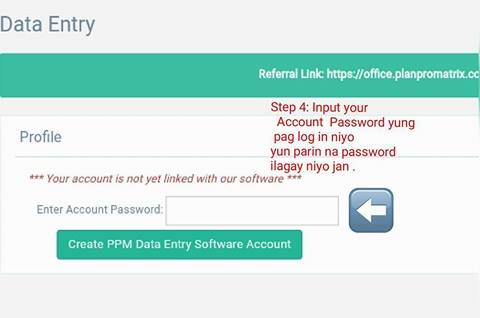 Data Entry
Referral Link: https://office.planpromatrix.co
Step 4: Input your
Account Password yung
pag log in niyo
yun parin na password
ilagay niyo jan .
Profile
*** Your account is not yet linked with our software ***
Enter Account Password:
Create PPM Data Entry Software Account